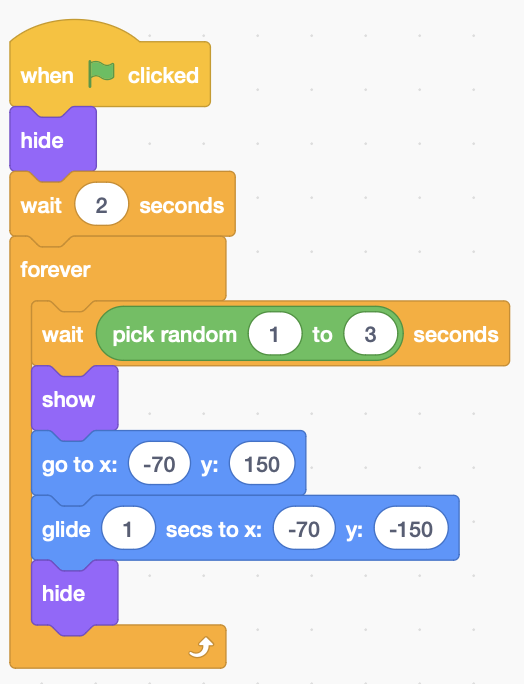 when clicked
hide
wait 2 seconds
forever
wait pick random 1 to 3 seconds
show
go to x: -70 y: 150
glide 1 secs to x: -70 y: -150
hide